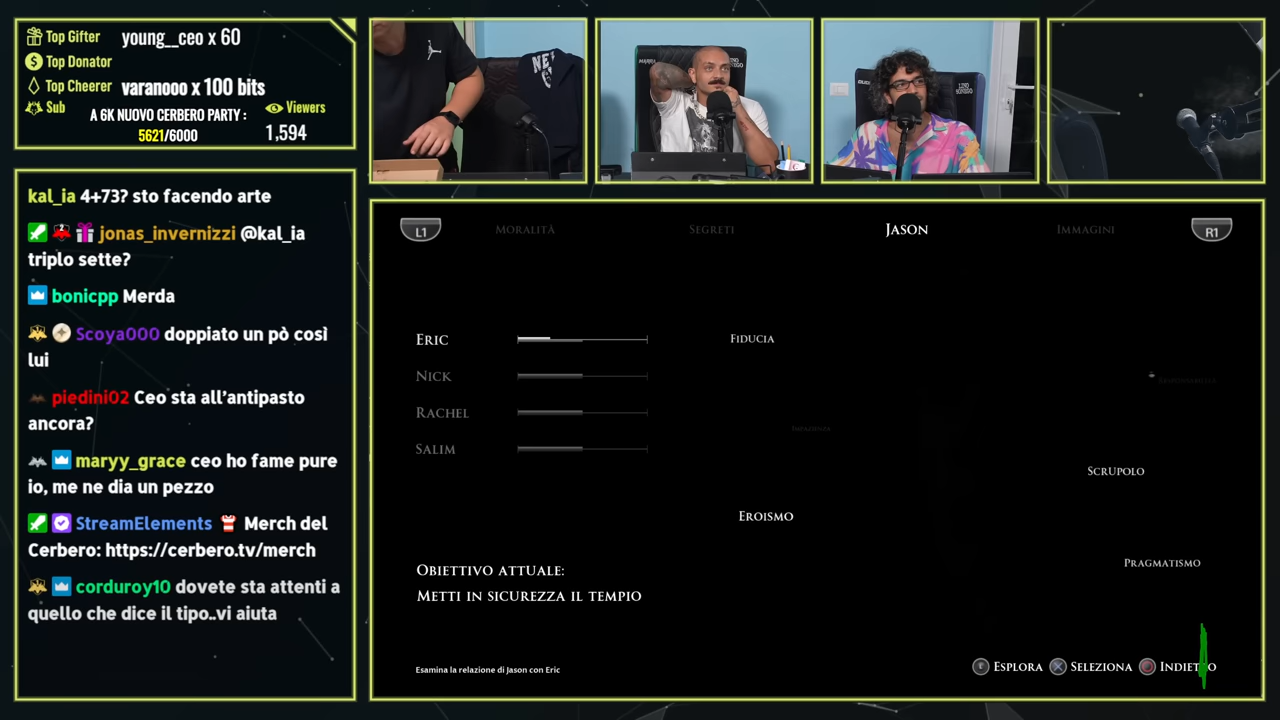 Top Gifter young__ceo x 60
Top Donator
Top Cheerer varanooo x 100 bits
Sub A 6K NUOVO CERBERO PARTY : Viewers
5621/6000 1,594
kal_ia 4+73? sto facendo arte
jonas_invernizzi @kal_ia
triplo sette?
bonicpp Merda
Scoya000 doppiato un pò così
lui
piedini02 Ceo sta all'antipasto
ancora?
maryy_grace ceo ho fame pure
io, me ne dia un pezzo
StreamElements Merch del
Cerbero: https://cerbero.tv/merch
corduroy10 dovete sta attenti a
quello che dice il tipo..vi aiuta
L1 MORALITÀ SEGRETI JASON IMMAGINI R1
ERIC FIDUCIA
NICK
RACHEL
SALIM
SCRUPOLO
EROISMO
PRAGMATISMO
OBIETTIVO ATTUALE:
METTI IN SICUREZZA IL TEMPIO
Esamina la relazione di Jason con Eric
ESPLORA SELEZIONA INDIETRO